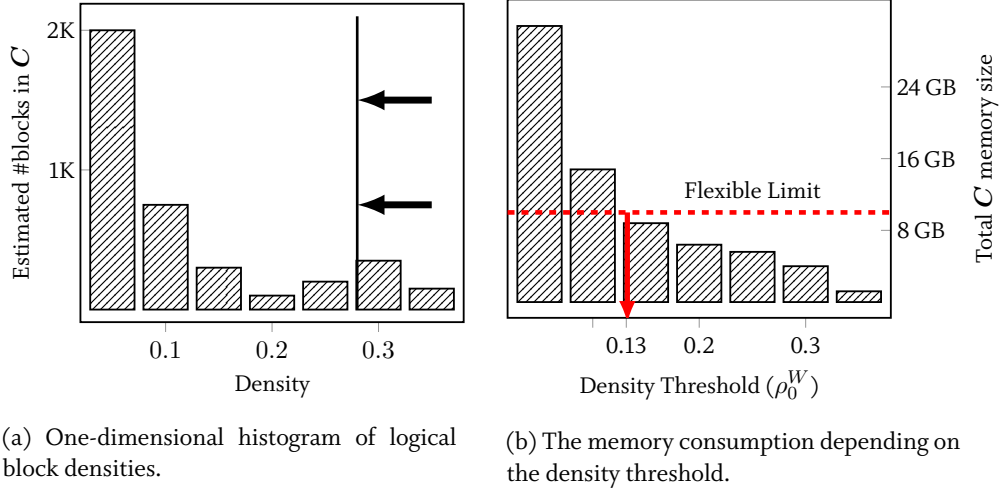 2K
1K
Estimated #blocks in C
0.1
0.2
0.3
Density
(a) One-dimensional histogram of logical
block densities.
Flexible Limit
24 GB
16 GB
8 GB
Total C memory size
0.13
0.2
0.3
Density Threshold (ρ₀ᵂ)
(b) The memory consumption depending on
the density threshold.